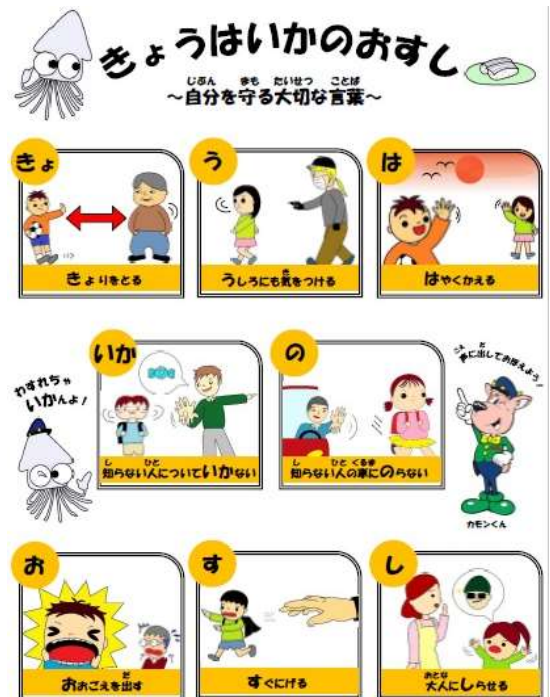 きょうはいかのおすし
～自分を守る大切な言葉～
じぶん まも たいせつ ことば
きょ
きょりをとる
う
うしろにも気をつける
き
は
はやくかえる
わすれちゃ
いかんよ！
いか
知らない人についていかない
し ひと
の
知らない人の車にのらない
し ひと くるま
声に出しておぼえよう！
こえ だ
カモンくん
お
おおごえを出す
だ
す
すぐにげる
し
大人にしらせる
おとな